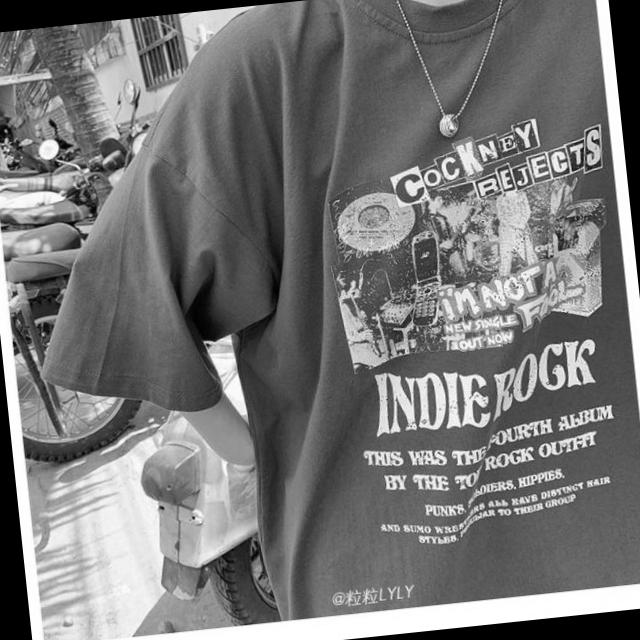 COCKNEY
REJECTS
I'M NOT A
FOOL
NEW SINGLE
OUT NOW
INDIE ROCK
THIS WAS THE FOURTH ALBUM
BY THE ROCK OUTFIT
PUNKS, HIPPIES,
ALL HAVE DISTINCT HAIR
AND SUMO TO THEIR GROUP
STYLES,
@粒粒LYLY